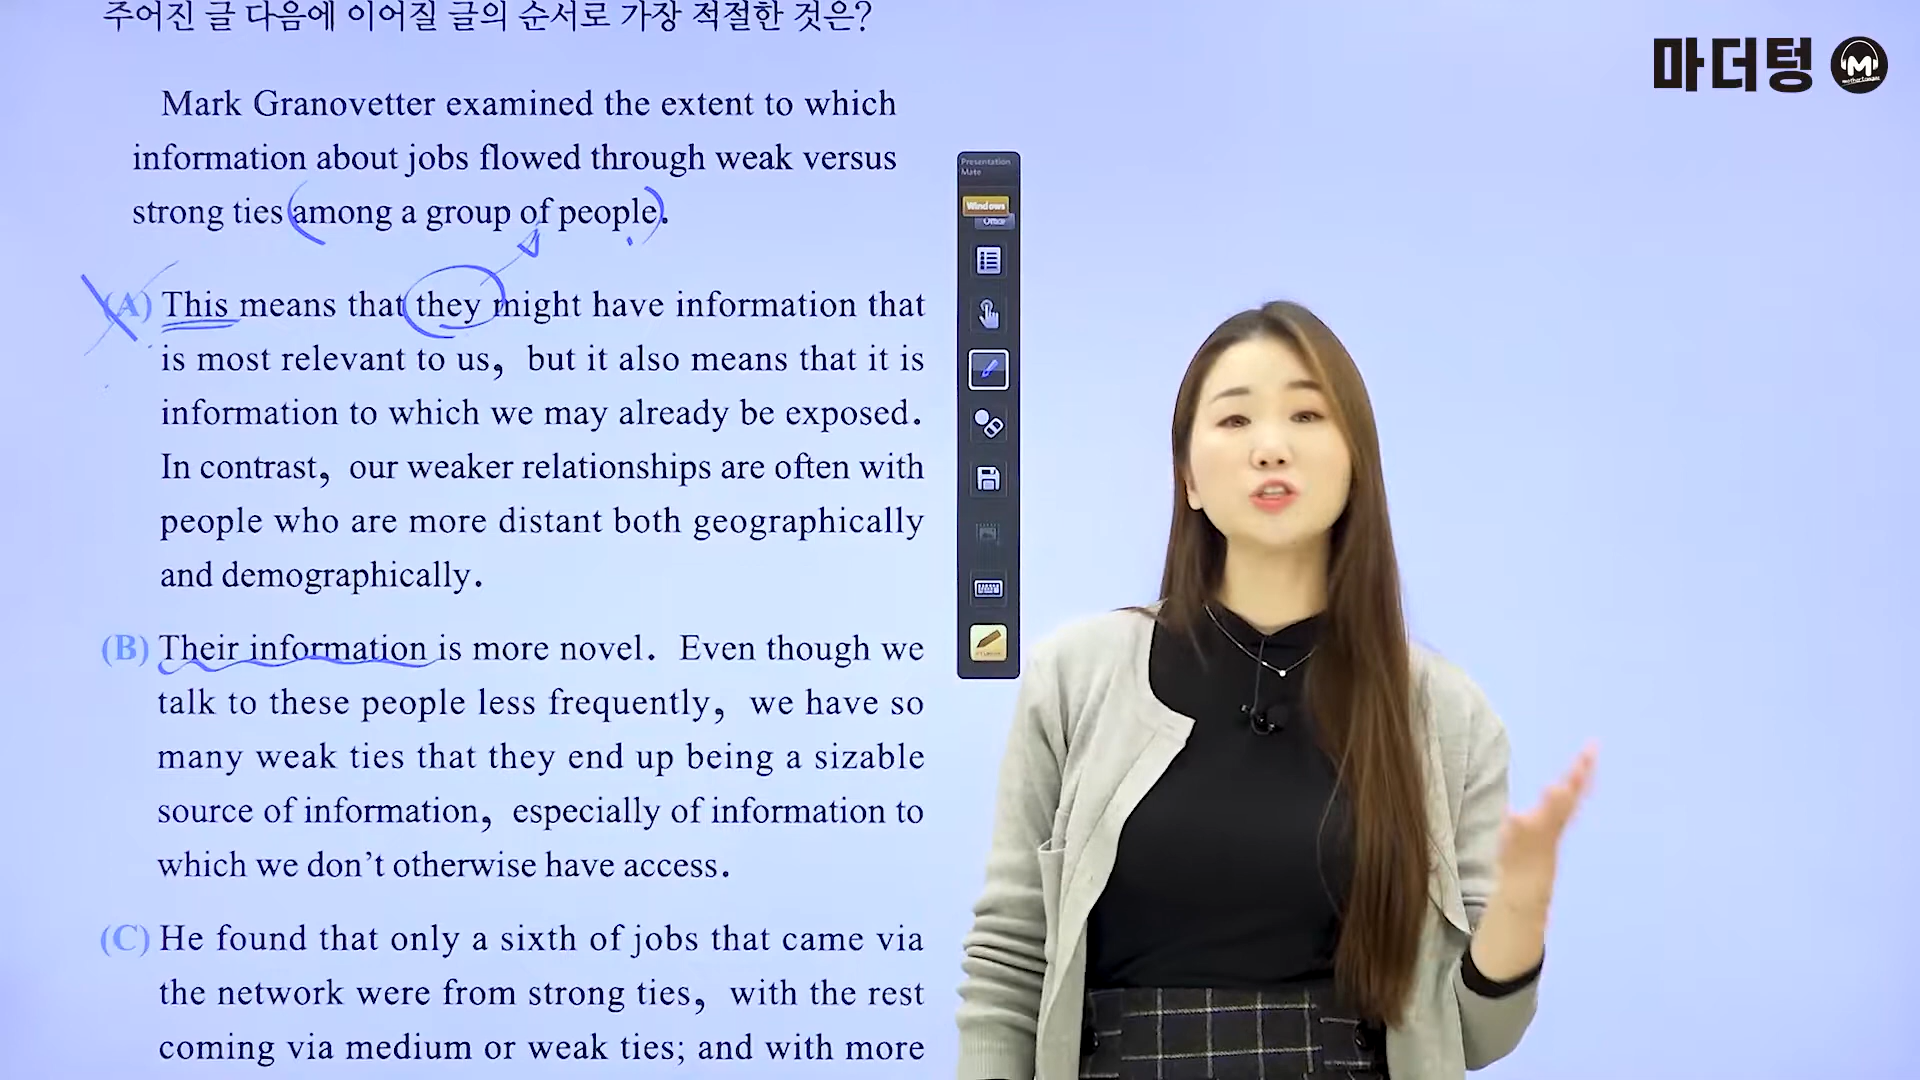 주어진 글 다음에 이어질 글의 순서로 가장 적절한 것은?
마더텅 M
Mark Granovetter examined the extent to which
information about jobs flowed through weak versus
strong ties among a group of people.
Presentation
Mate
Windows
Office
(A) This means that they might have information that
is most relevant to us, but it also means that it is
information to which we may already be exposed.
In contrast, our weaker relationships are often with
people who are more distant both geographically
and demographically.
(B) Their information is more novel. Even though we
talk to these people less frequently, we have so
many weak ties that they end up being a sizable
source of information, especially of information to
which we don't otherwise have access.
(C) He found that only a sixth of jobs that came via
the network were from strong ties, with the rest
coming via medium or weak ties; and with more